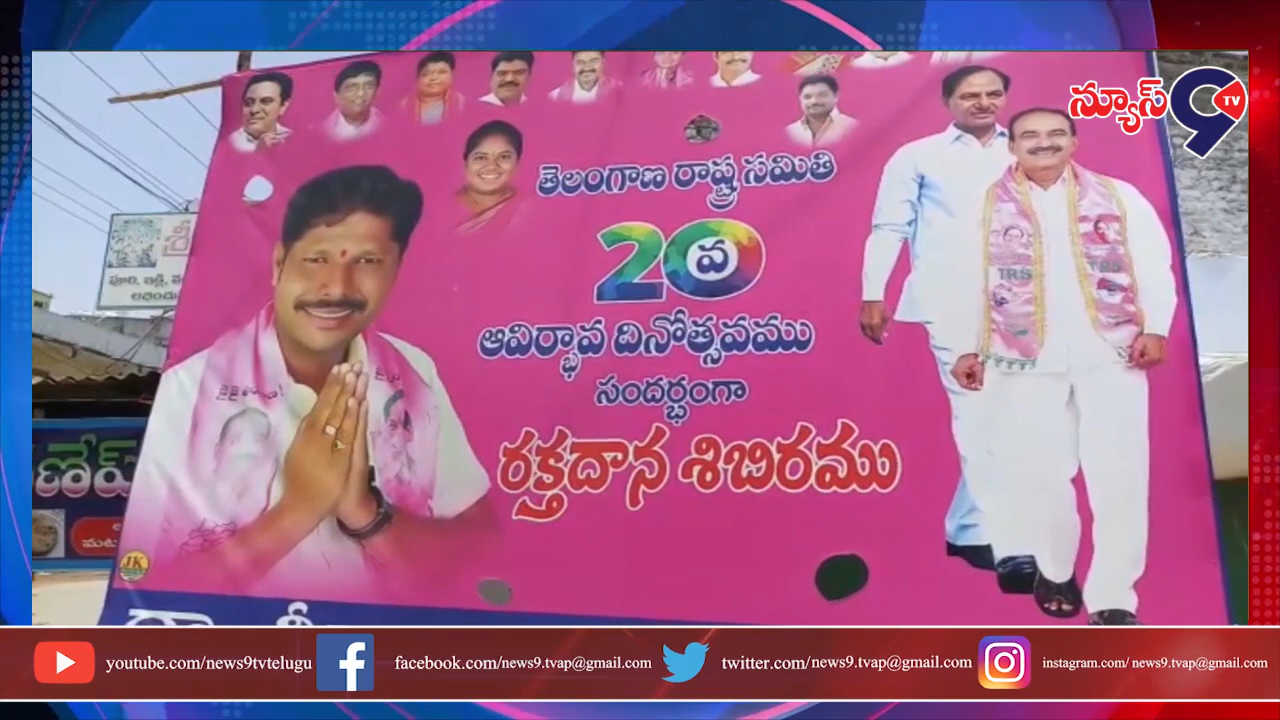 న్యూస్ 9 TV
తెలంగాణ రాష్ట్ర సమితి
20వ
ఆవిర్భావ దినోత్సవము
సందర్భంగా
రక్తదాన శిబిరము
TRS
పూరి, ఇడ్లి,
JK
youtube.com/news9tvtelugu
facebook.com/news9.tvap@gmail.com
twitter.com/news9.tvap@gmail.com
instagram.com/ news9.tvap@gmail.com